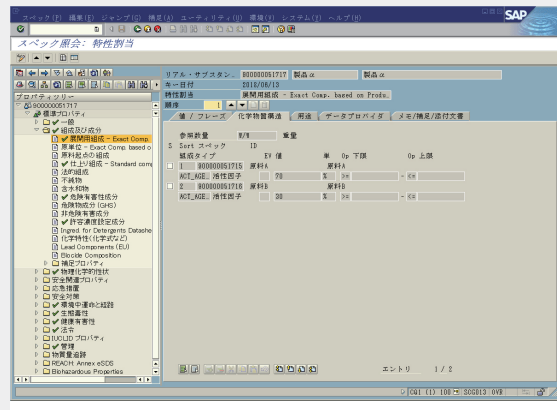 スペック(P) 編集(E) ジャンプ(G) 補足(A) ユーティリティ(U) 環境(V) システム(Y) ヘルプ(H)
SAP
スペック照会: 特性割当
プロパティツリー
800000051717
標準プロパティ
一般
組成及び成分
展開用組成 - Exact Comp.
原単位 - Exact Comp. based o
原料起点の組成
仕上り組成 - Standard comp
法的組成
不純物
含水和物
危険有害性成分
危険物成分 (GHS)
非危険有害成分
許容濃度設定成分
Ingred. for Detergents Datashe
化学特性(化学式など)
Lead Components (EU)
Biocide Composition
補足プロパティ
物理化学的性状
安全関連プロパティ
応急措置
安全対策
環境中運命と経路
生態毒性
健康有害性
法令
IUCLID プロパティ
管理
物質量追跡
REACH: Annex eSDS
Biohazardous Properties
リアル・サブスタン… 800000051717 製品α 製品α
キー日付 2018/06/13
特性割当 展開用組成 - Exact Comp. based on Produ…
順序 1
値 / フレーズ 化学物質構造 用途 データプロバイダ メモ/補足/添付文書
参照数量 W/W 重量
S Sort スペック ID
組成タイプ EV 値 単 Op 下限 Op 上限
1 800000051715 原料A 原料A
ACT_AGE… 活性因子 70 % >= - <=
2 800000051716 原料B 原料B
ACT_AGE… 活性因子 30 % >= - <=
エントリ 1 / 2
CQ1 (1) 100 SCG013 OVR